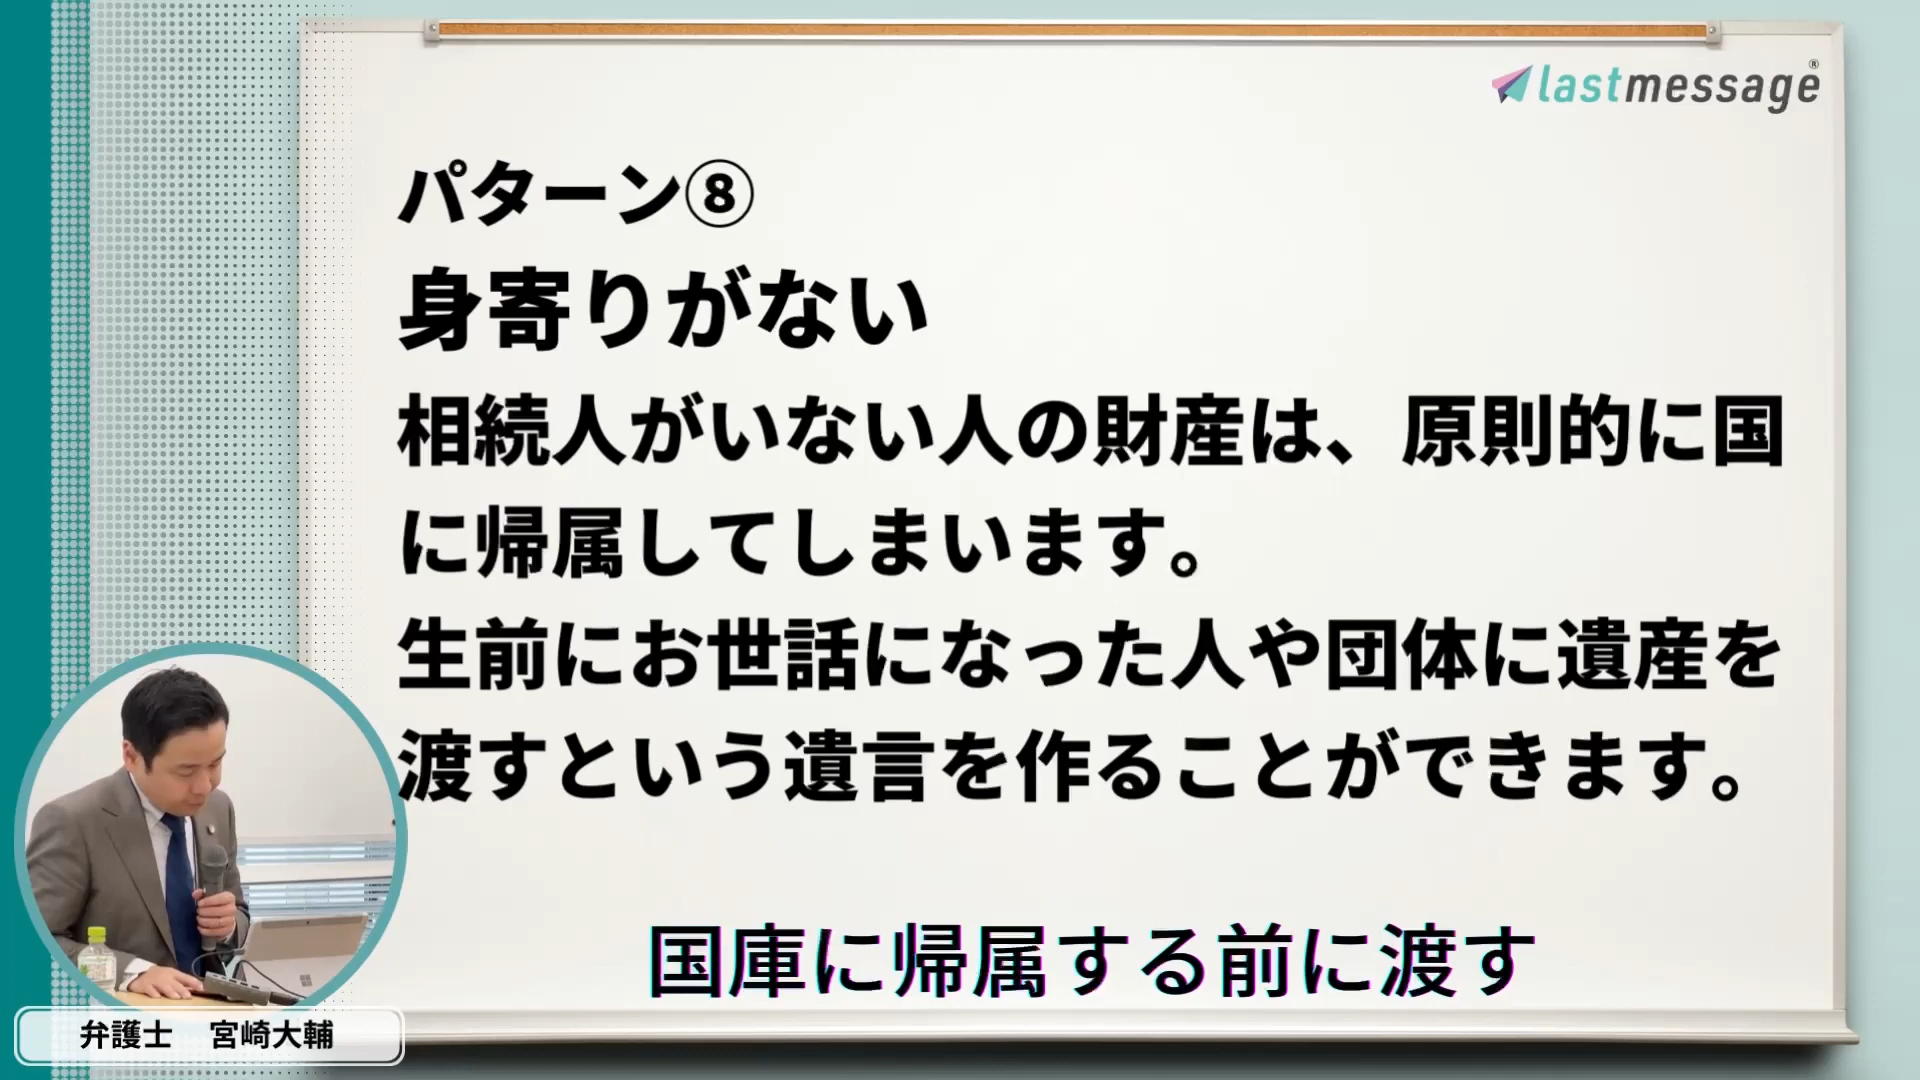 lastmessage®
パターン⑧
身寄りがない
相続人がいない人の財産は、原則的に国
に帰属してしまいます。
生前にお世話になった人や団体に遺産を
渡すという遺言を作ることができます。
国庫に帰属する前に渡す
弁護士　宮崎大輔